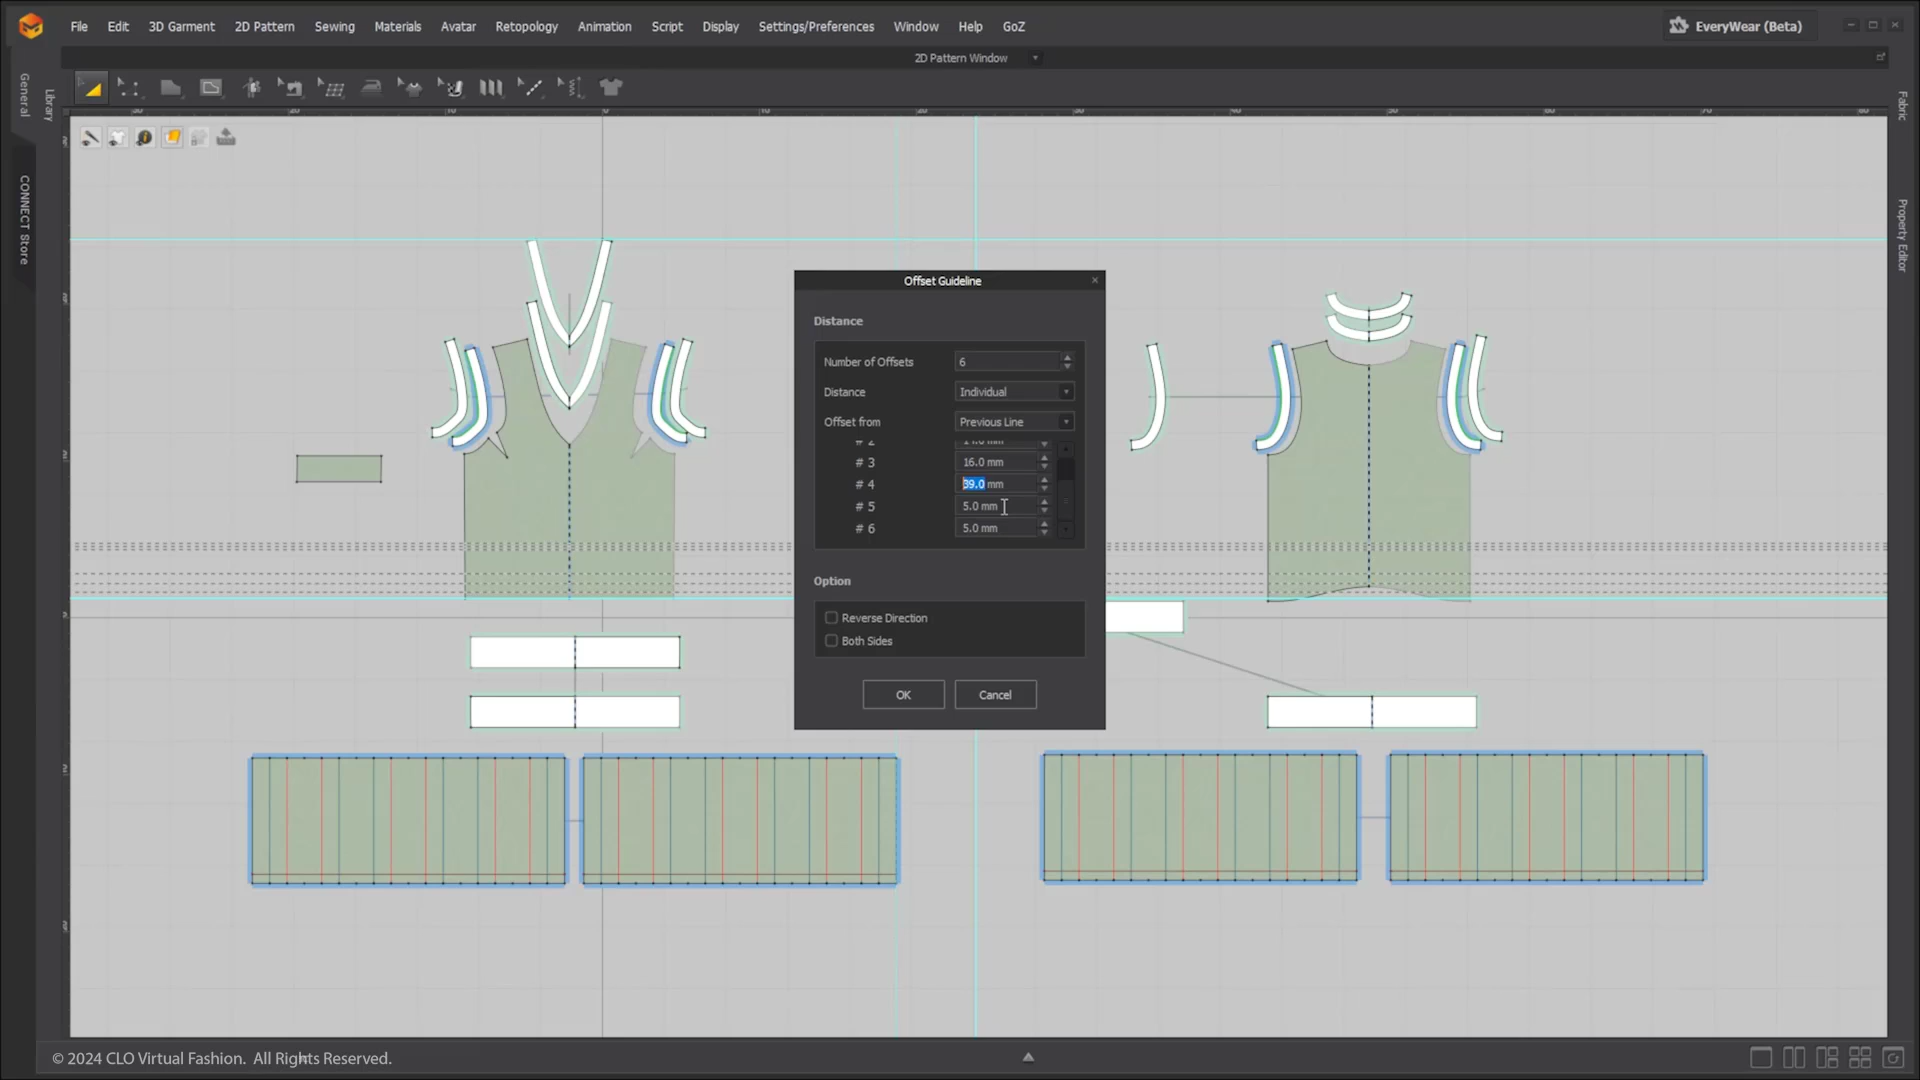 File Edit 3D Garment 2D Pattern Sewing Materials Avatar Retopology Animation Script Display Settings/Preferences Window Help GoZ EveryWear (Beta)
2D Pattern Window
General
Library
CONNECT Store
Fabric
Property Editor
Offset Guideline
Distance
Number of Offsets 6
Distance Individual
Offset from Previous Line
# 3 16.0 mm
# 4 39.0 mm
# 5 5.0 mm
# 6 5.0 mm
Option
Reverse Direction
Both Sides
OK Cancel
© 2024 CLO Virtual Fashion. All Rights Reserved.